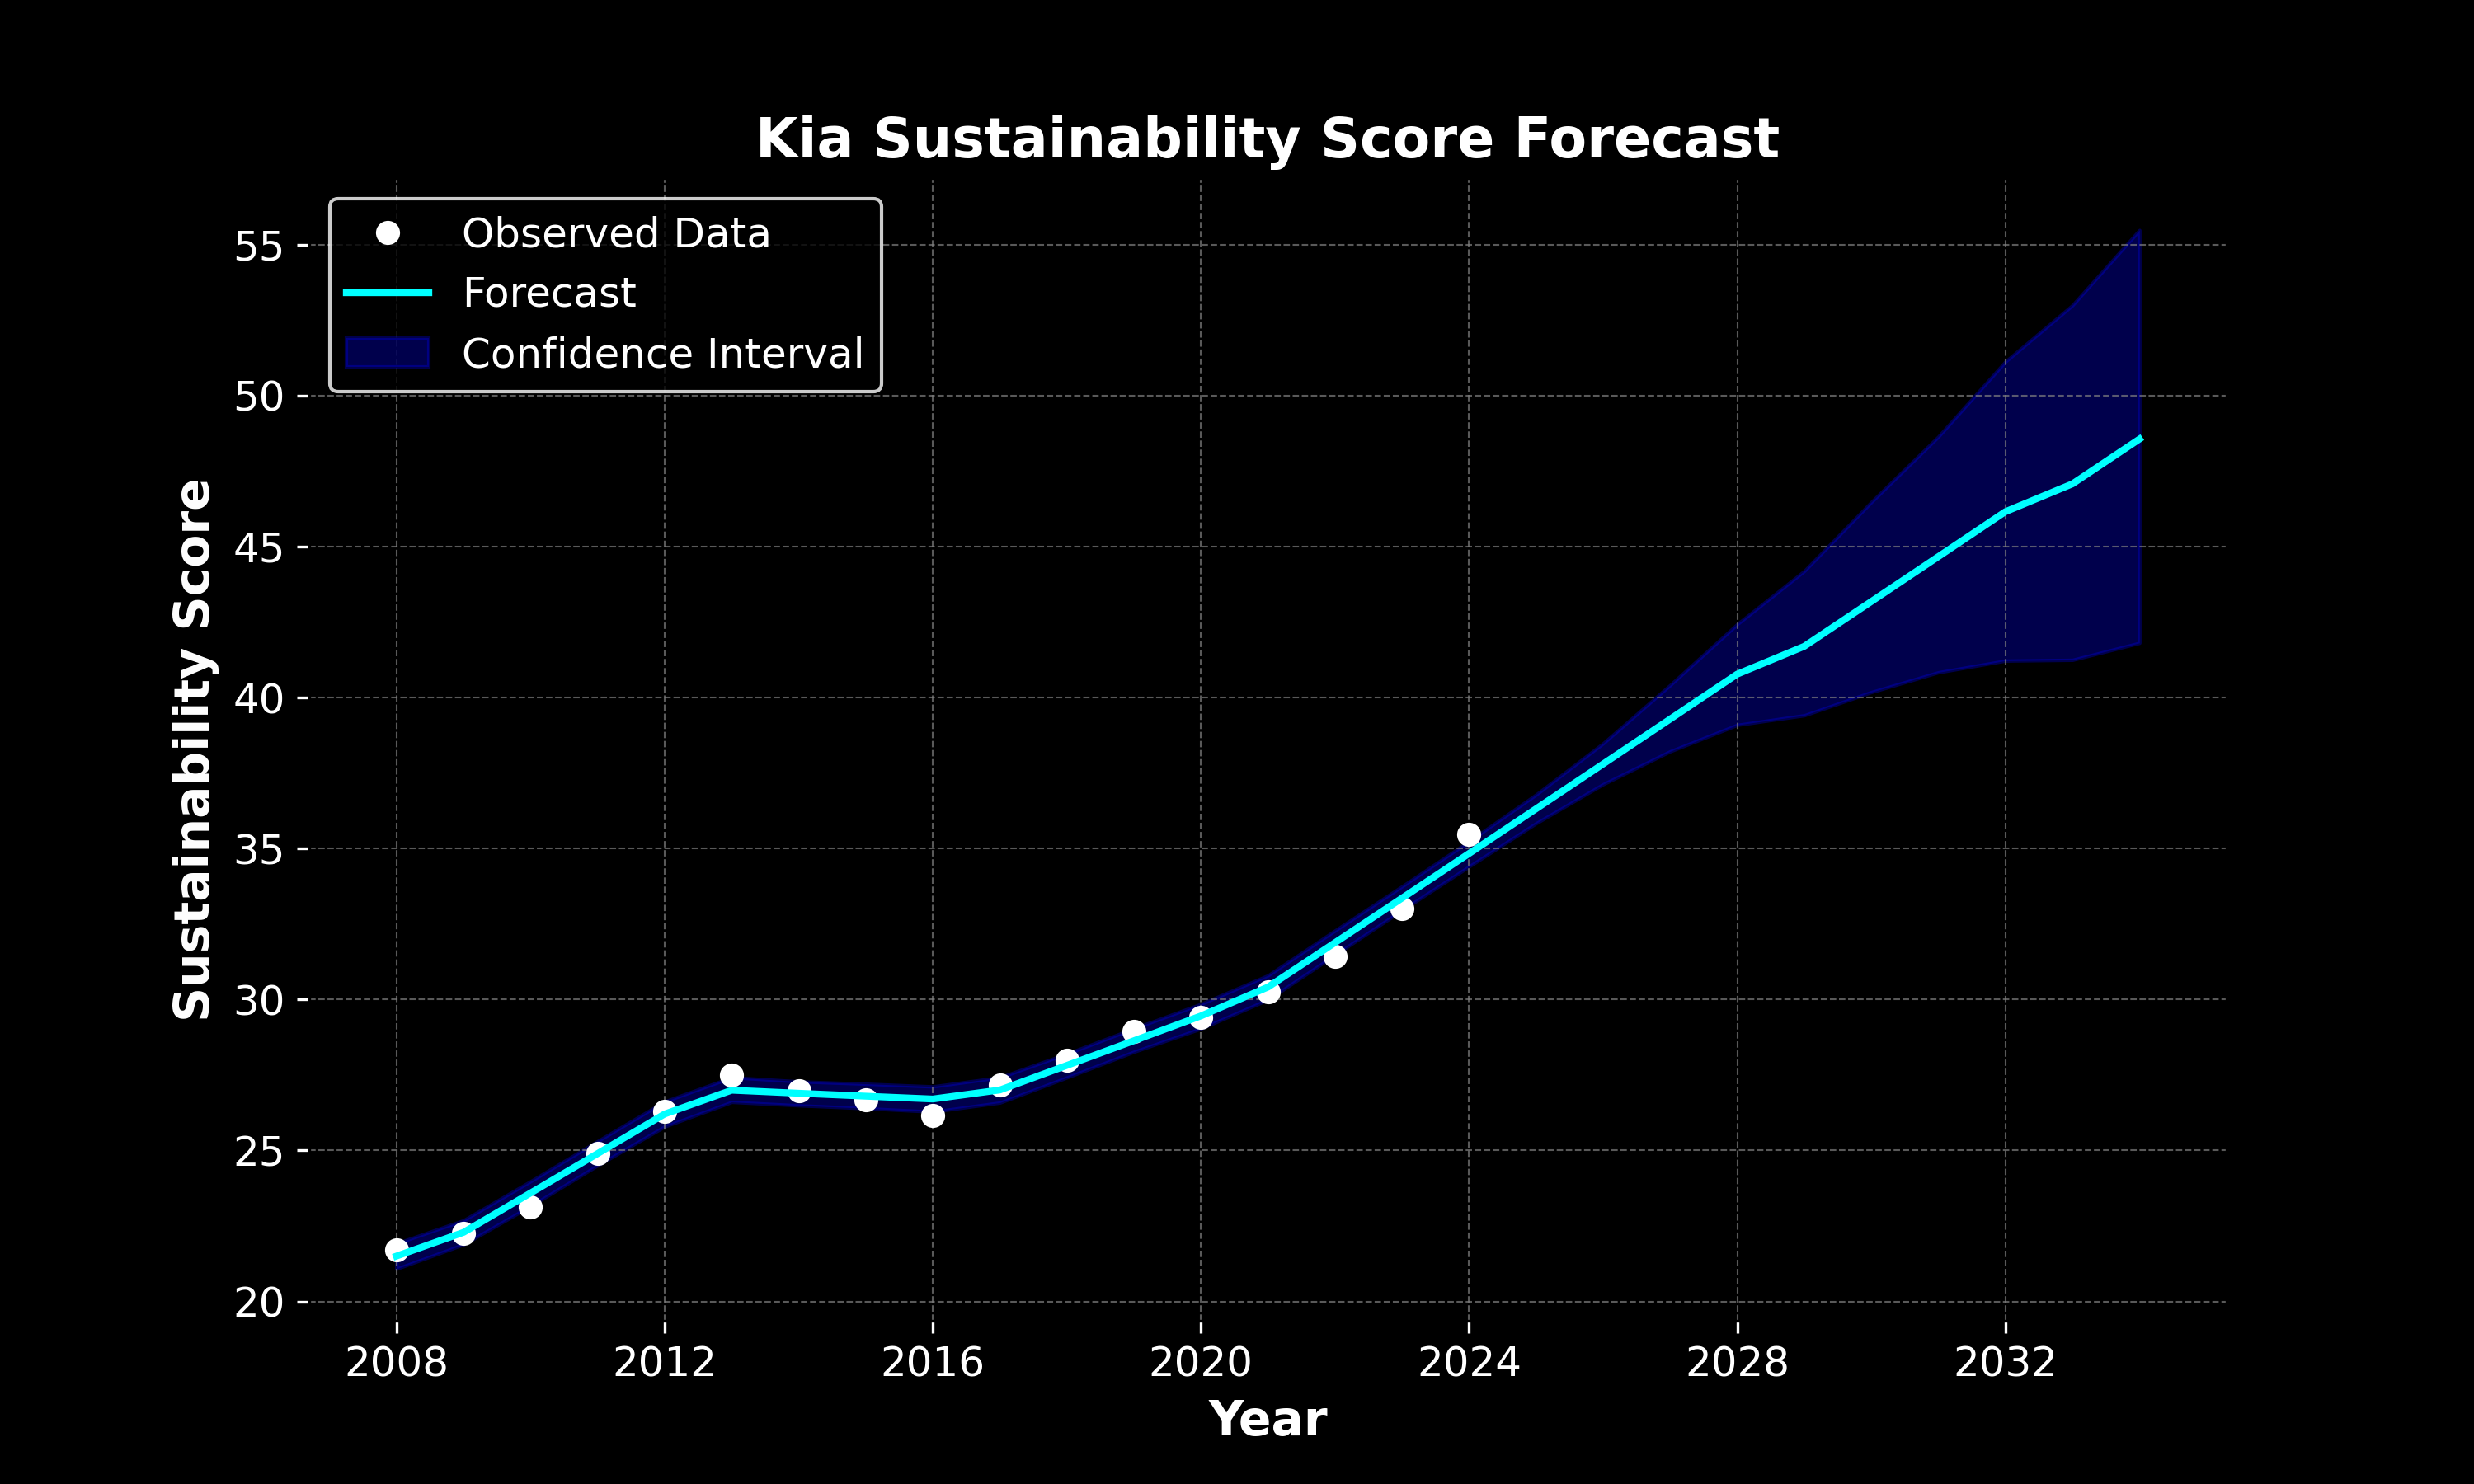 Kia Sustainability Score Forecast
Observed Data
Forecast
Confidence Interval
55
50
45
40
35
30
25
20
Sustainability Score
2008 2012 2016 2020 2024 2028 2032
Year